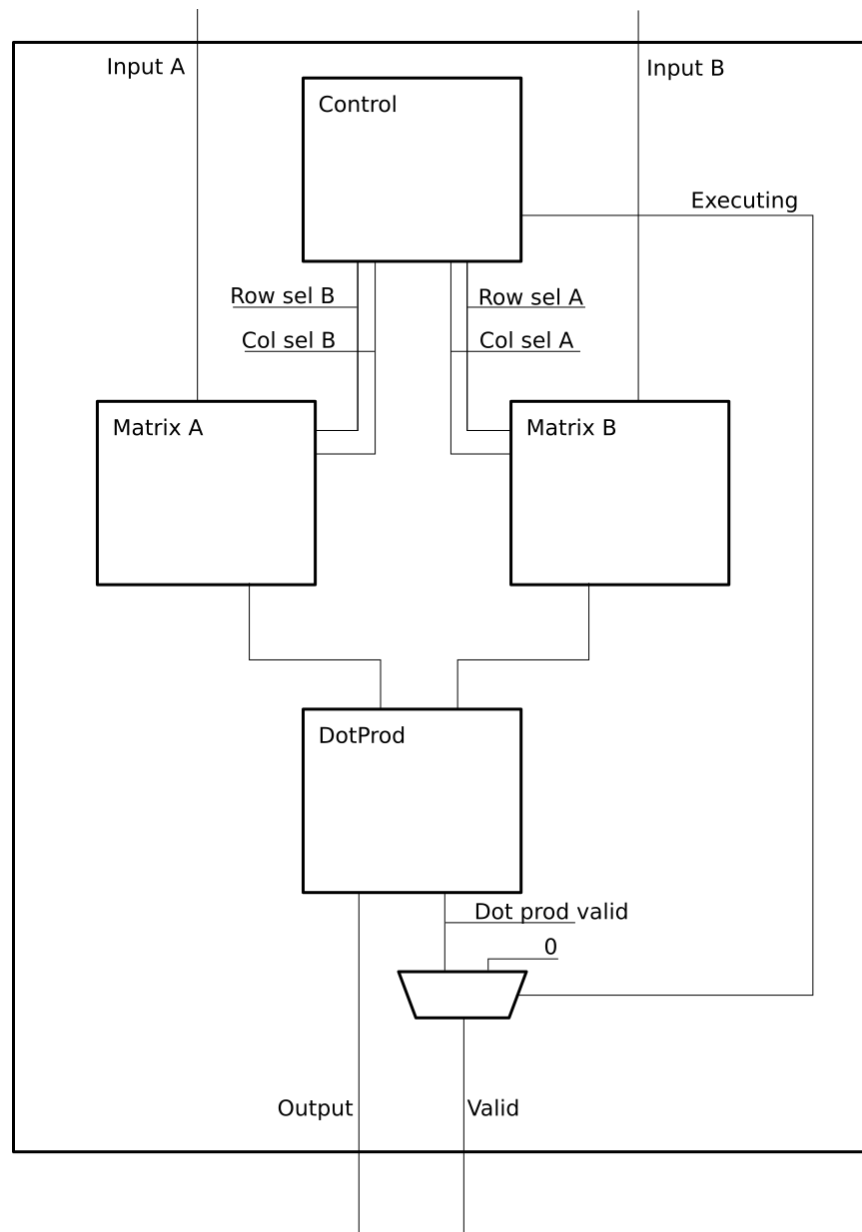 Input A
Input B
Control
Executing
Row sel B
Row sel A
Col sel B
Col sel A
Matrix A
Matrix B
DotProd
Dot prod valid
0
Output
Valid